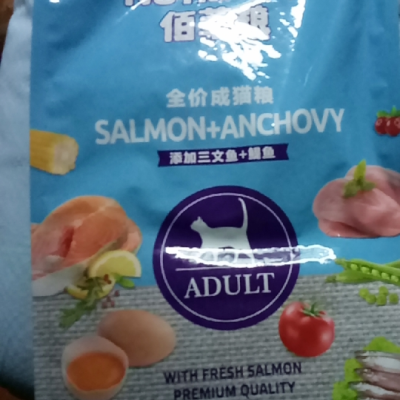 全价成猫粮
SALMON+ANCHOVY
添加三文鱼+鳀鱼
ADULT
WITH FRESH SALMON
PREMIUM QUALITY